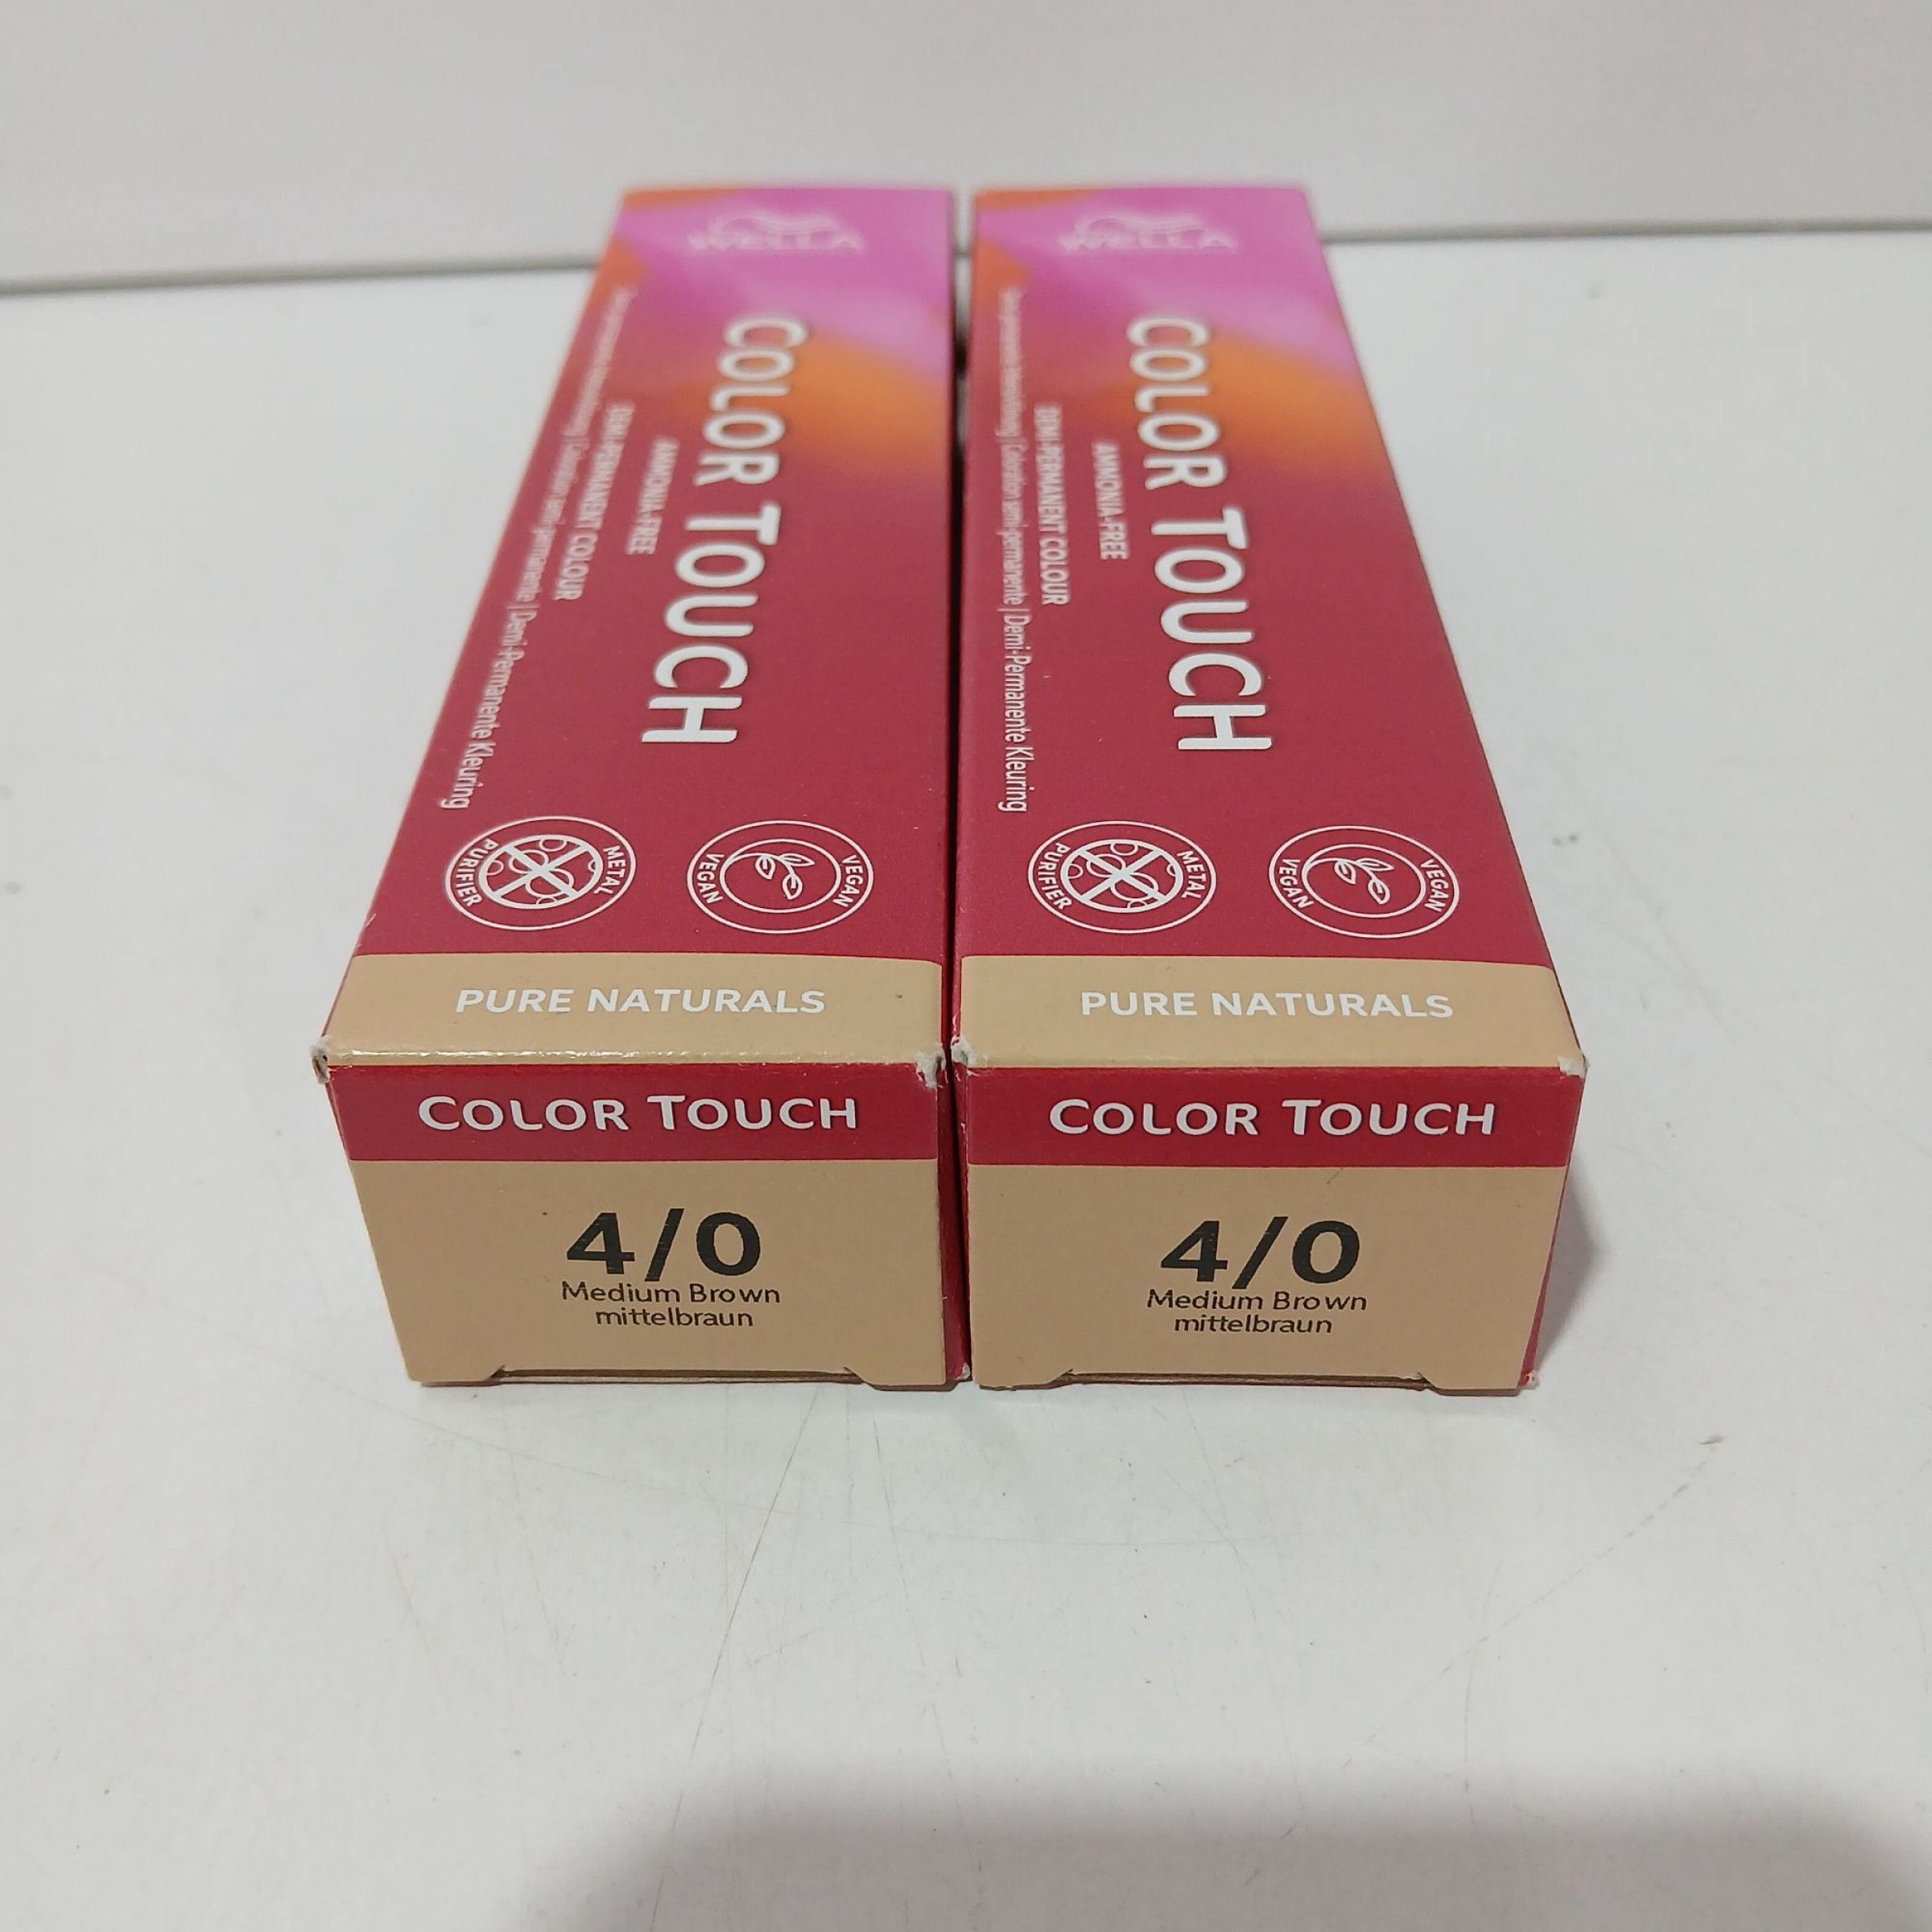 WELLA
COLOR TOUCH
AMMONIA-FREE
DEMI-PERMANENT COLOUR
Coloration semi-permanente | Demi-Permanente Kleuring
METAL
PURIFIER
VEGAN
VEGAN
PURE NATURALS
COLOR TOUCH
4/0
Medium Brown
mittelbraun
WELLA
COLOR TOUCH
AMMONIA-FREE
DEMI-PERMANENT COLOUR
Coloration semi-permanente | Demi-Permanente Kleuring
METAL
PURIFIER
VEGAN
VEGAN
PURE NATURALS
COLOR TOUCH
4/0
Medium Brown
mittelbraun